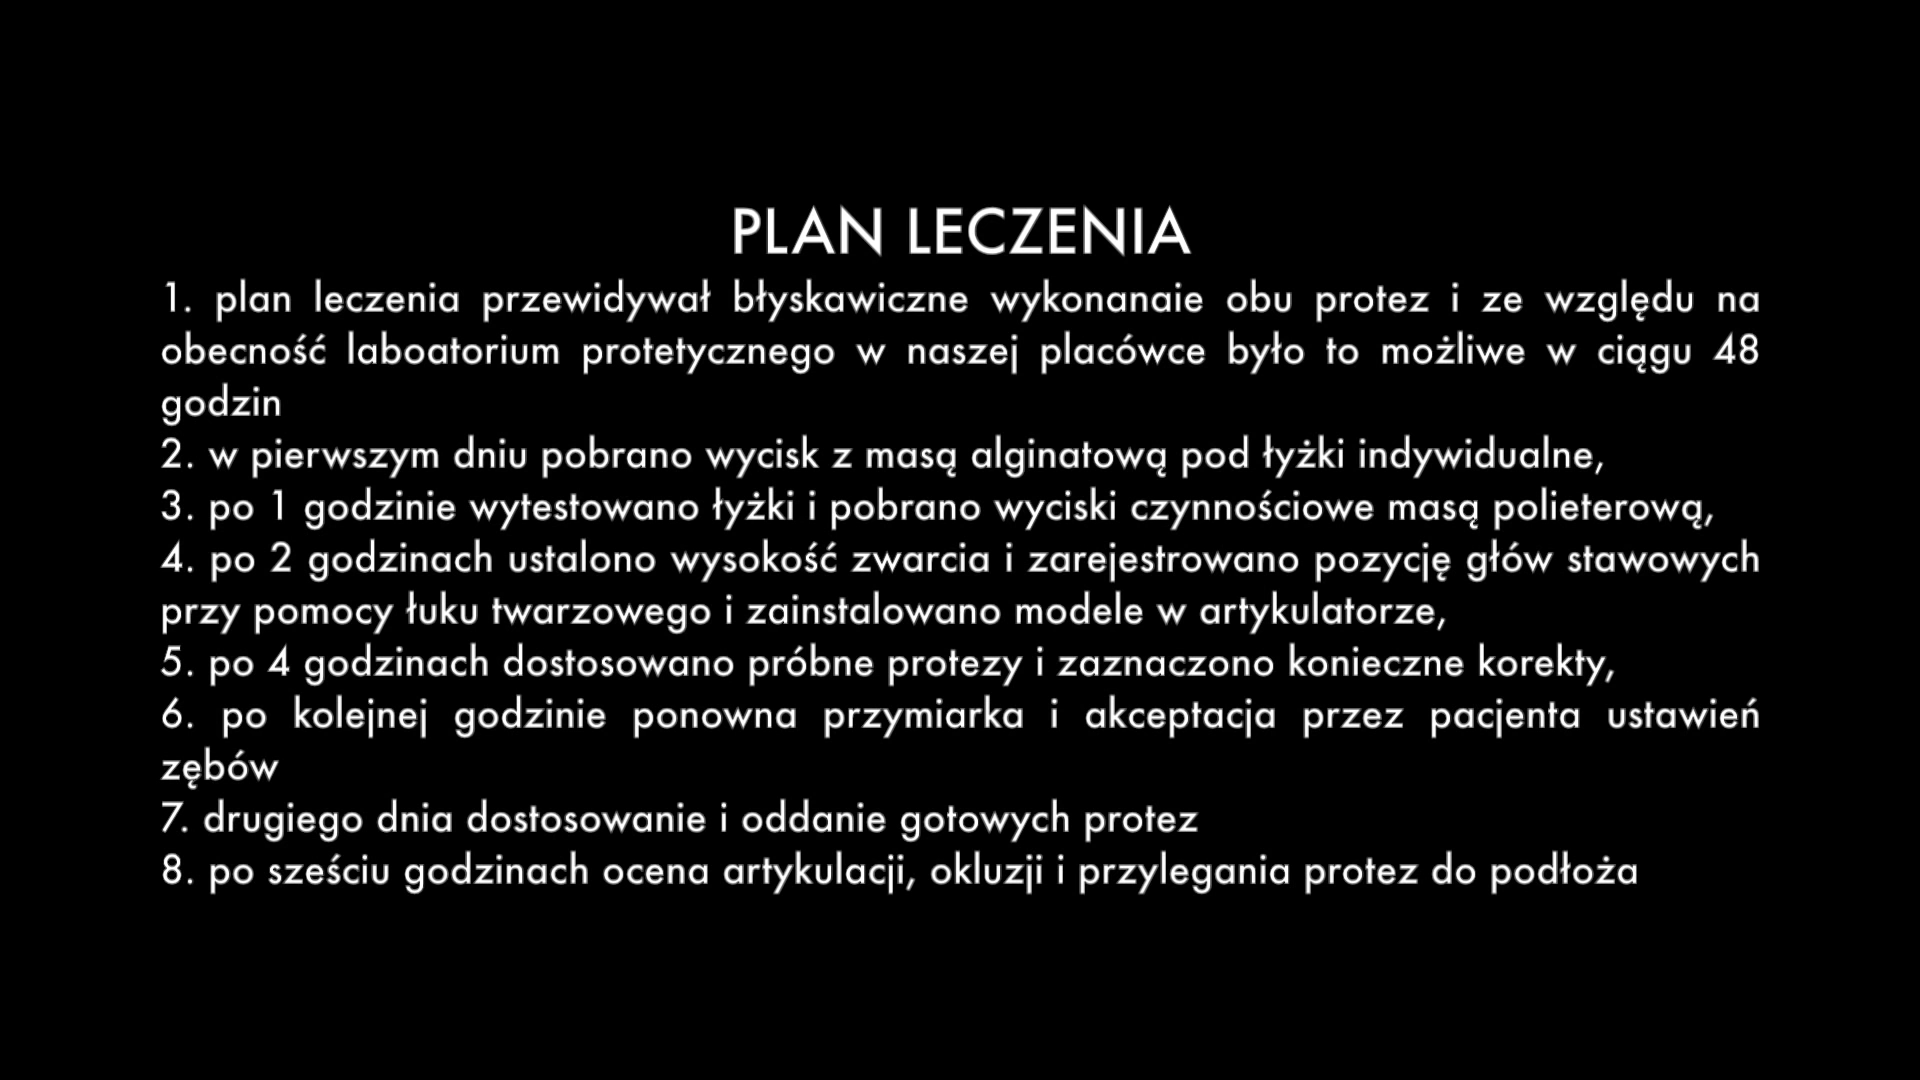 PLAN LECZENIA
1. plan leczenia przewidywał błyskawiczne wykonanaie obu protez i ze względu na
obecność laboatorium protetycznego w naszej placówce było to możliwe w ciągu 48
godzin
2. w pierwszym dniu pobrano wycisk z masą alginatową pod łyżki indywidualne,
3. po 1 godzinie wytestowano łyżki i pobrano wyciski czynnościowe masą polieterową,
4. po 2 godzinach ustalono wysokość zwarcia i zarejestrowano pozycję głów stawowych
przy pomocy łuku twarzowego i zainstalowano modele w artykulatorze,
5. po 4 godzinach dostosowano próbne protezy i zaznaczono konieczne korekty,
6. po kolejnej godzinie ponowna przymiarka i akceptacja przez pacjenta ustawień
zębów
7. drugiego dnia dostosowanie i oddanie gotowych protez
8. po sześciu godzinach ocena artykulacji, okluzji i przylegania protez do podłoża